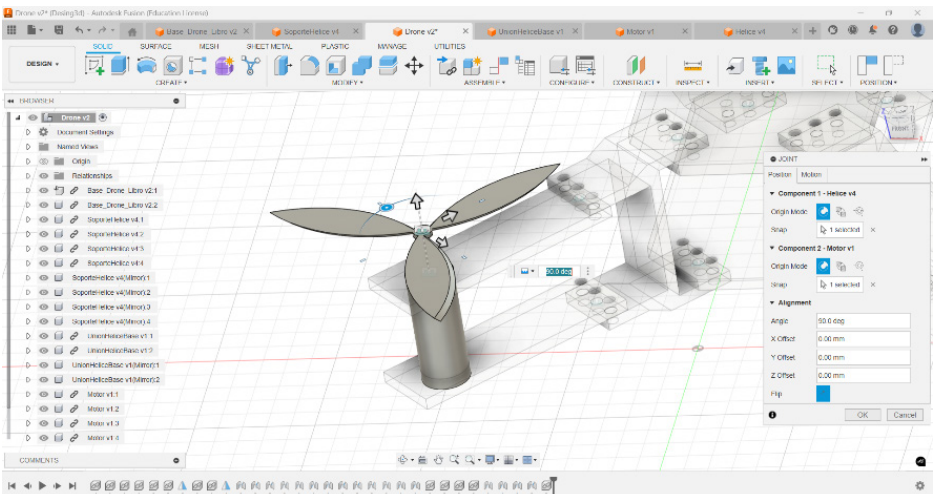 Drone v2* (Dosing3d) - Autodesk Fusion (Education License)
Base_Drone_Libro v2
SoporteHelice v4
Drone v2*
UnionHeliceBase v1
Motor v1
Helice v4
SOLID SURFACE MESH SHEET METAL PLASTIC MANAGE UTILITIES
DESIGN
CREATE MODIFY ASSEMBLE CONFIGURE CONSTRUCT INSPECT INSERT SELECT POSITION
BROWSER
Drone v2
Document Settings
Named Views
Origin
Relationships
Base_Drone_Libro v2:1
Base_Drone_Libro v2:2
SoporteHelice v4:1
SoporteHelice v4:2
SoporteHelice v4:3
SoporteHelice v4:4
SoporteHelice v4(Mirror):1
SoporteHelice v4(Mirror):2
SoporteHelice v4(Mirror):3
SoporteHelice v4(Mirror):4
UnionHeliceBase v1:1
UnionHeliceBase v1:2
UnionHeliceBase v1(Mirror):1
UnionHeliceBase v1(Mirror):2
Motor v1:1
Motor v1:2
Motor v1:3
Motor v1:4
COMMENTS
90.0 deg
Z
X
JOINT
Position Motion
Component 1 - Helice v4
Origin Mode
Snap 1 selected
Component 2 - Motor v1
Origin Mode
Snap 1 selected
Alignment
Angle 90.0 deg
X Offset 0.00 mm
Y Offset 0.00 mm
Z Offset 0.00 mm
Flip
OK Cancel